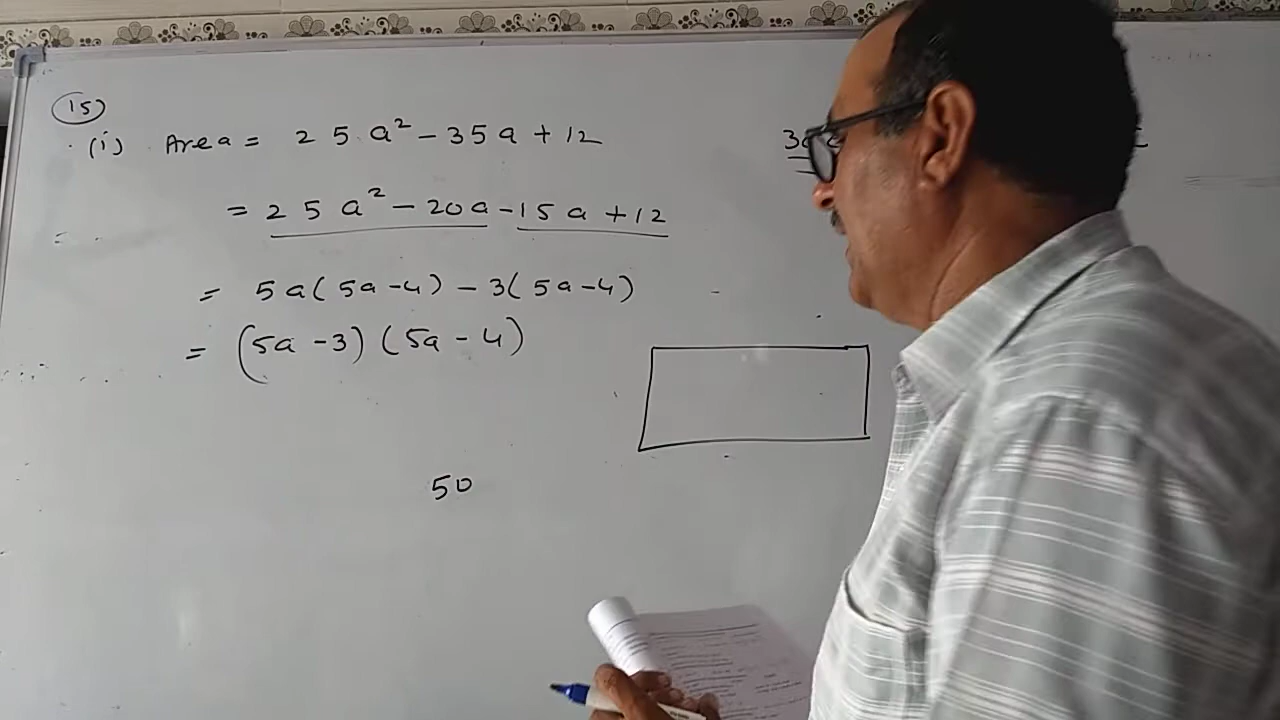 15
(i) Area = 25a² - 35a + 12
= 25a² - 20a - 15a + 12
= 5a(5a-4) - 3(5a-4)
= (5a - 3)(5a - 4)
50